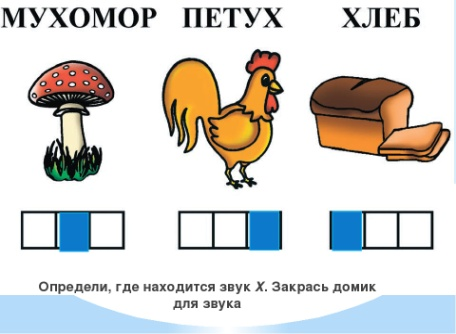 МУХОМОР ПЕТУХ ХЛЕБ
Определи, где находится звук Х. Закрась домик
для звука